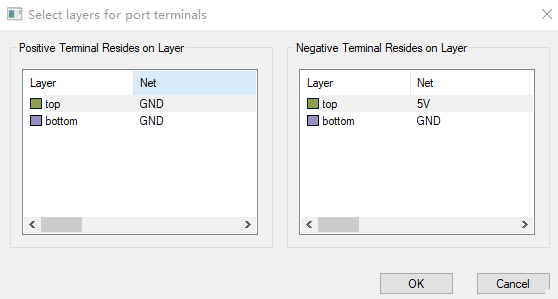 Select layers for port terminals
Positive Terminal Resides on Layer
Layer Net
top GND
bottom GND
Negative Terminal Resides on Layer
Layer Net
top 5V
bottom GND
OK Cancel